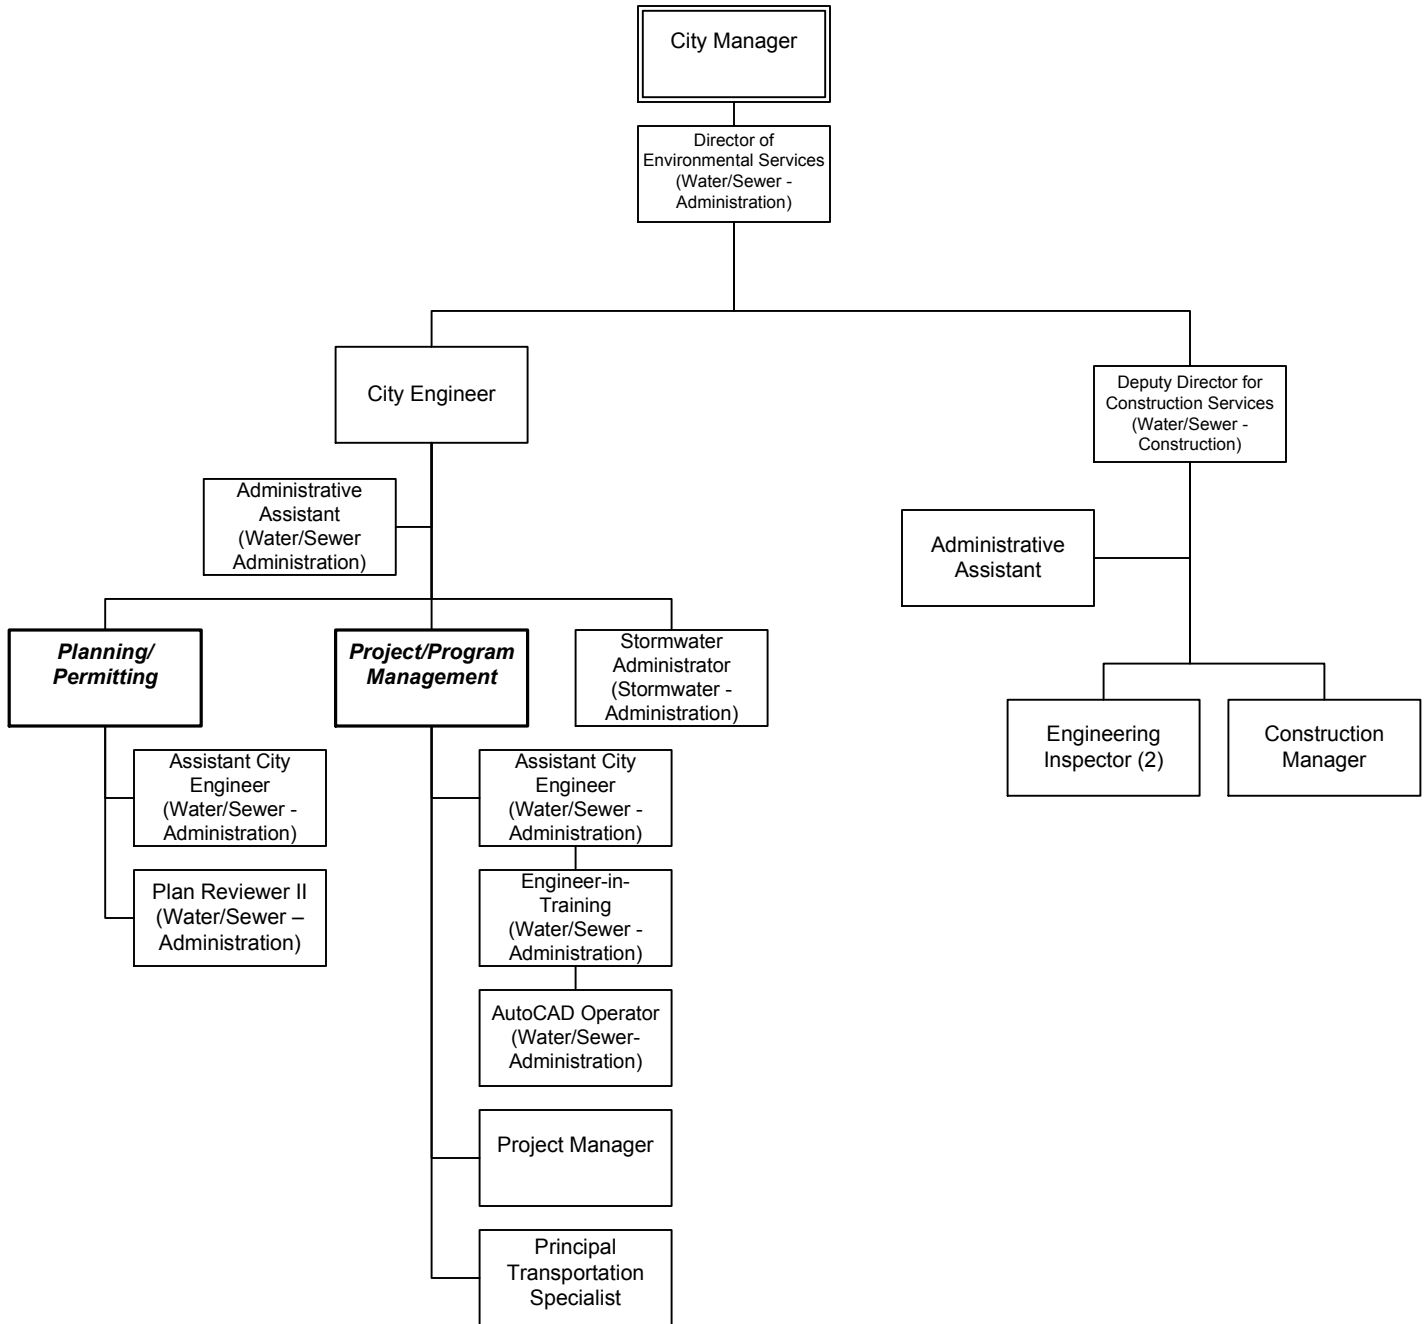 City Manager
Director of
Environmental Services
(Water/Sewer -
Administration)
City Engineer
Deputy Director for
Construction Services
(Water/Sewer -
Construction)
Administrative
Assistant
(Water/Sewer
Administration)
Administrative
Assistant
Planning/
Permitting
Project/Program
Management
Stormwater
Administrator
(Stormwater -
Administration)
Engineering
Inspector (2)
Construction
Manager
Assistant City
Engineer
(Water/Sewer -
Administration)
Assistant City
Engineer
(Water/Sewer -
Administration)
Plan Reviewer II
(Water/Sewer –
Administration)
Engineer-in-
Training
(Water/Sewer -
Administration)
AutoCAD Operator
(Water/Sewer-
Administration)
Project Manager
Principal
Transportation
Specialist